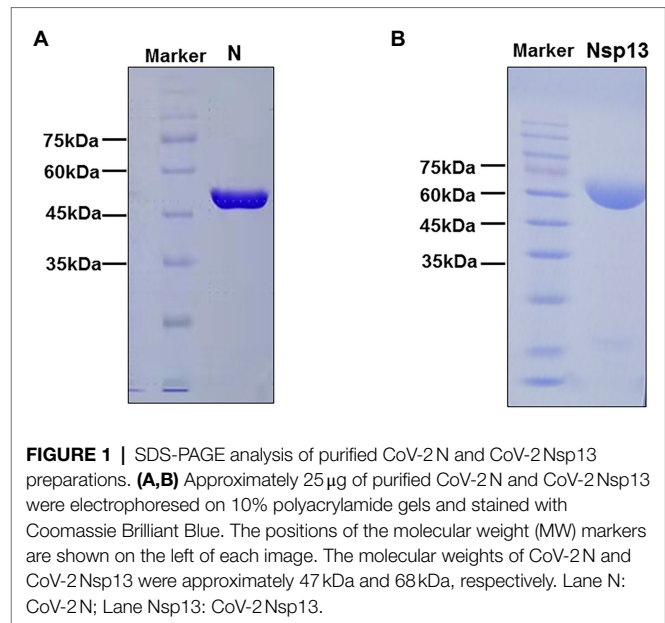 A
Marker N
75kDa
60kDa
45kDa
35kDa
B
Marker Nsp13
75kDa
60kDa
45kDa
35kDa
FIGURE 1 | SDS-PAGE analysis of purified CoV-2 N and CoV-2 Nsp13
preparations. (A,B) Approximately 25 μg of purified CoV-2 N and CoV-2 Nsp13
were electrophoresed on 10% polyacrylamide gels and stained with
Coomassie Brilliant Blue. The positions of the molecular weight (MW) markers
are shown on the left of each image. The molecular weights of CoV-2 N and
CoV-2 Nsp13 were approximately 47 kDa and 68 kDa, respectively. Lane N:
CoV-2 N; Lane Nsp13: CoV-2 Nsp13.